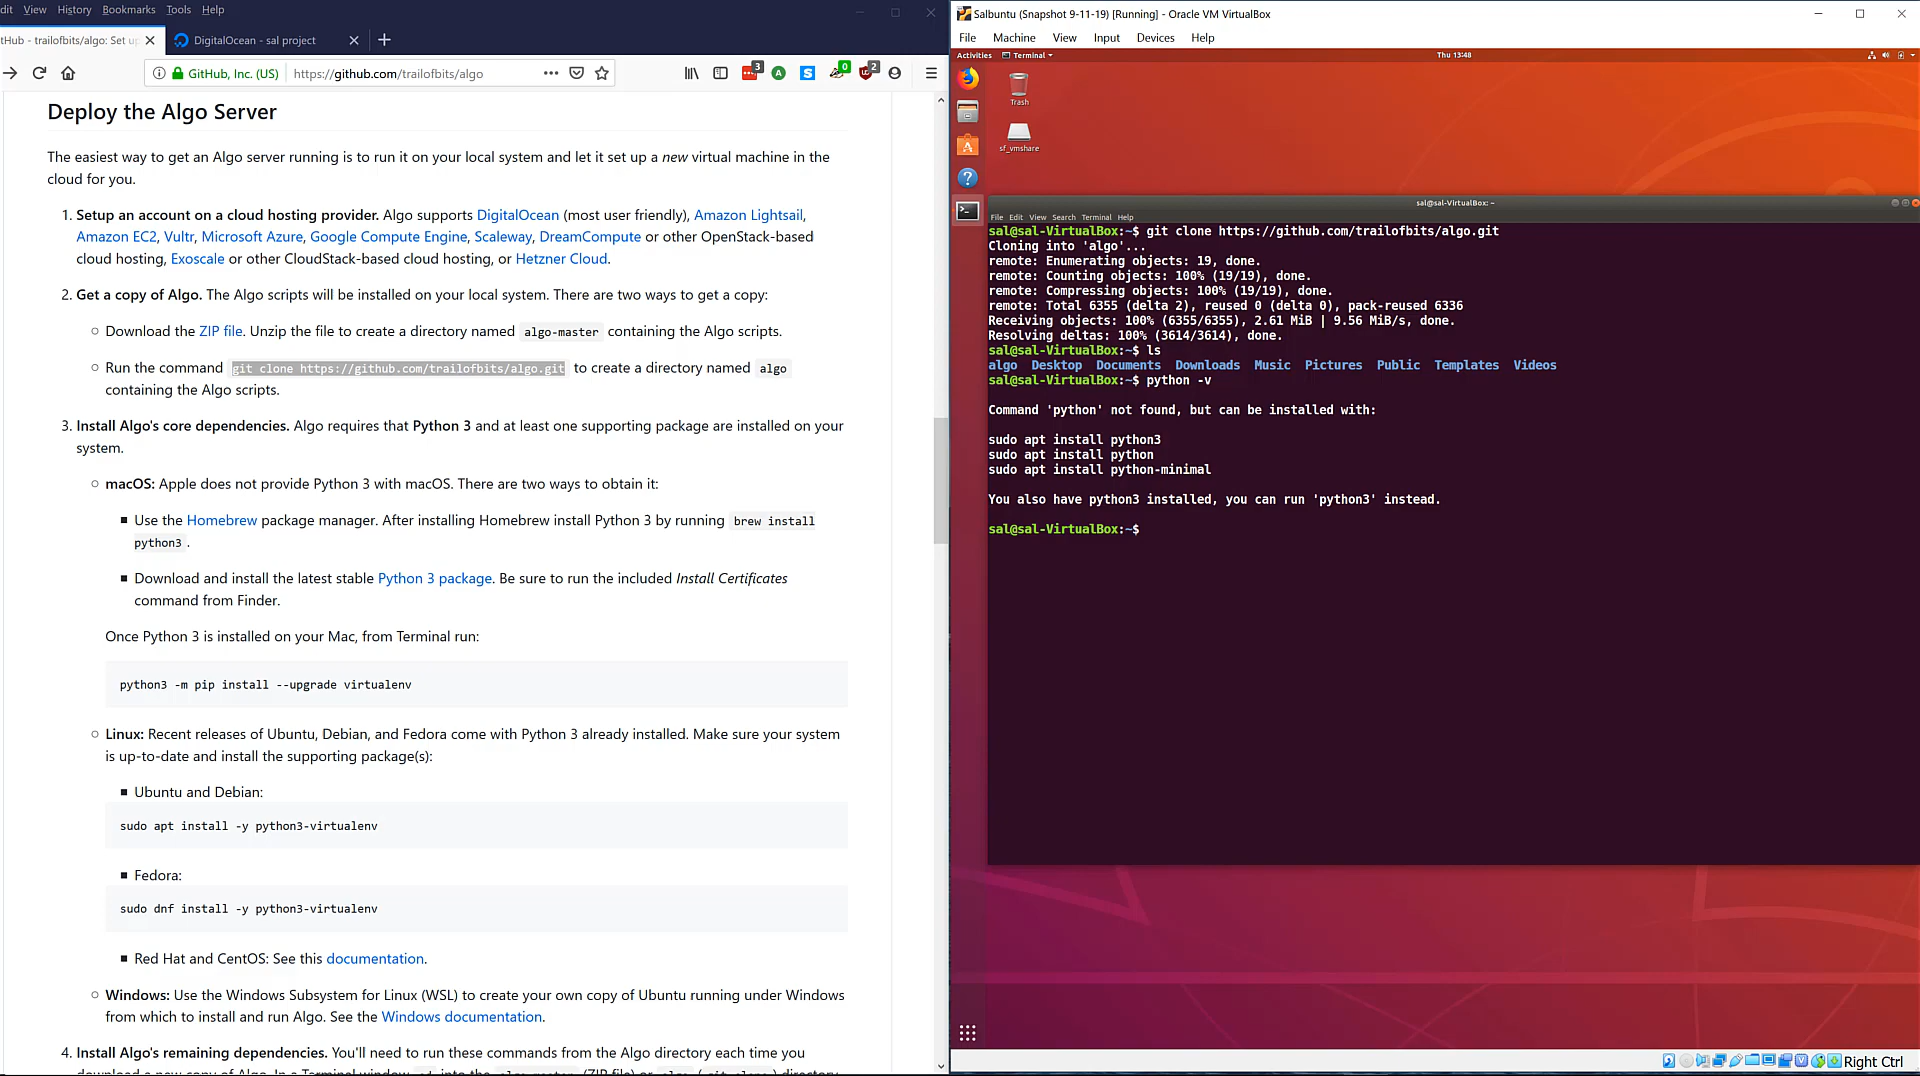 dit View History Bookmarks Tools Help
tHub - trailofbits/algo: Set up
DigitalOcean - sal project
GitHub, Inc. (US) https://github.com/trailofbits/algo
3 A S 0 2
Deploy the Algo Server
The easiest way to get an Algo server running is to run it on your local system and let it set up a new virtual machine in the
cloud for you.
1. Setup an account on a cloud hosting provider. Algo supports DigitalOcean (most user friendly), Amazon Lightsail,
Amazon EC2, Vultr, Microsoft Azure, Google Compute Engine, Scaleway, DreamCompute or other OpenStack-based
cloud hosting, Exoscale or other CloudStack-based cloud hosting, or Hetzner Cloud.
2. Get a copy of Algo. The Algo scripts will be installed on your local system. There are two ways to get a copy:
Download the ZIP file. Unzip the file to create a directory named algo-master containing the Algo scripts.
Run the command git clone https://github.com/trailofbits/algo.git to create a directory named algo
containing the Algo scripts.
3. Install Algo's core dependencies. Algo requires that Python 3 and at least one supporting package are installed on your
system.
macOS: Apple does not provide Python 3 with macOS. There are two ways to obtain it:
Use the Homebrew package manager. After installing Homebrew install Python 3 by running brew install
python3 .
Download and install the latest stable Python 3 package. Be sure to run the included Install Certificates
command from Finder.
Once Python 3 is installed on your Mac, from Terminal run:
python3 -m pip install --upgrade virtualenv
Linux: Recent releases of Ubuntu, Debian, and Fedora come with Python 3 already installed. Make sure your system
is up-to-date and install the supporting package(s):
Ubuntu and Debian:
sudo apt install -y python3-virtualenv
Fedora:
sudo dnf install -y python3-virtualenv
Red Hat and CentOS: See this documentation.
Windows: Use the Windows Subsystem for Linux (WSL) to create your own copy of Ubuntu running under Windows
from which to install and run Algo. See the Windows documentation.
4. Install Algo's remaining dependencies. You'll need to run these commands from the Algo directory each time you
download a new copy of Algo. In a Terminal window cd into the algo-master (ZIP file) or algo ( git clone ) directory
Salbuntu (Snapshot 9-11-19) [Running] - Oracle VM VirtualBox
File Machine View Input Devices Help
Activities Terminal Thu 13:48
Trash
sf_vmshare
sal@sal-VirtualBox: ~
File Edit View Search Terminal Help
sal@sal-VirtualBox:~$ git clone https://github.com/trailofbits/algo.git
Cloning into 'algo'...
remote: Enumerating objects: 19, done.
remote: Counting objects: 100% (19/19), done.
remote: Compressing objects: 100% (19/19), done.
remote: Total 6355 (delta 2), reused 0 (delta 0), pack-reused 6336
Receiving objects: 100% (6355/6355), 2.61 MiB | 9.56 MiB/s, done.
Resolving deltas: 100% (3614/3614), done.
sal@sal-VirtualBox:~$ ls
algo Desktop Documents Downloads Music Pictures Public Templates Videos
sal@sal-VirtualBox:~$ python -v
Command 'python' not found, but can be installed with:
sudo apt install python3
sudo apt install python
sudo apt install python-minimal
You also have python3 installed, you can run 'python3' instead.
sal@sal-VirtualBox:~$
Right Ctrl